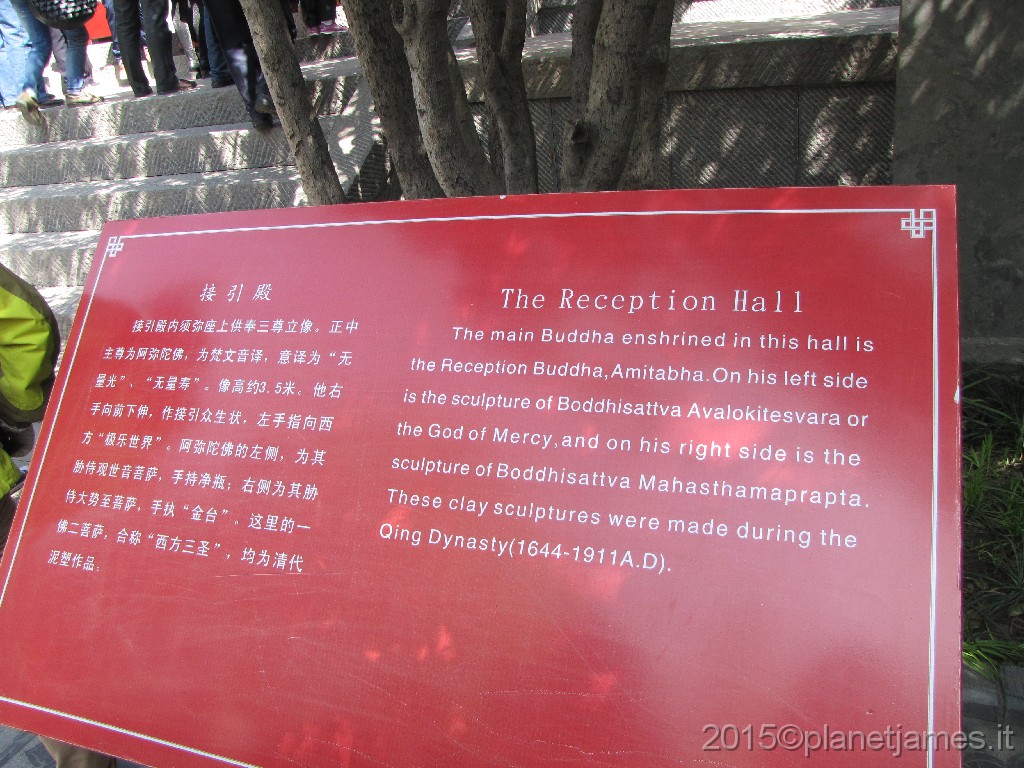 接引殿
接引殿内须弥座上供奉三尊立像。正中
主尊为阿弥陀佛，为梵文音译，意译为“无
量光”、“无量寿”。像高约3.5米。他右
手向前下伸，作接引众生状，左手指向西
方“极乐世界”。阿弥陀佛的左侧，为其
胁侍观世音菩萨，手持净瓶；右侧为其胁
侍大势至菩萨，手执“金台”。这里的一
佛二菩萨，合称“西方三圣”，均为清代
泥塑作品。
The Reception Hall
The main Buddha enshrined in this hall is
the Reception Buddha,Amitabha.On his left side
is the sculpture of Boddhisattva Avalokitesvara or
the God of Mercy,and on his right side is the
sculpture of Boddhisattva Mahasthamaprapta.
These clay sculptures were made during the
Qing Dynasty(1644-1911A.D).
2015©planetjames.it